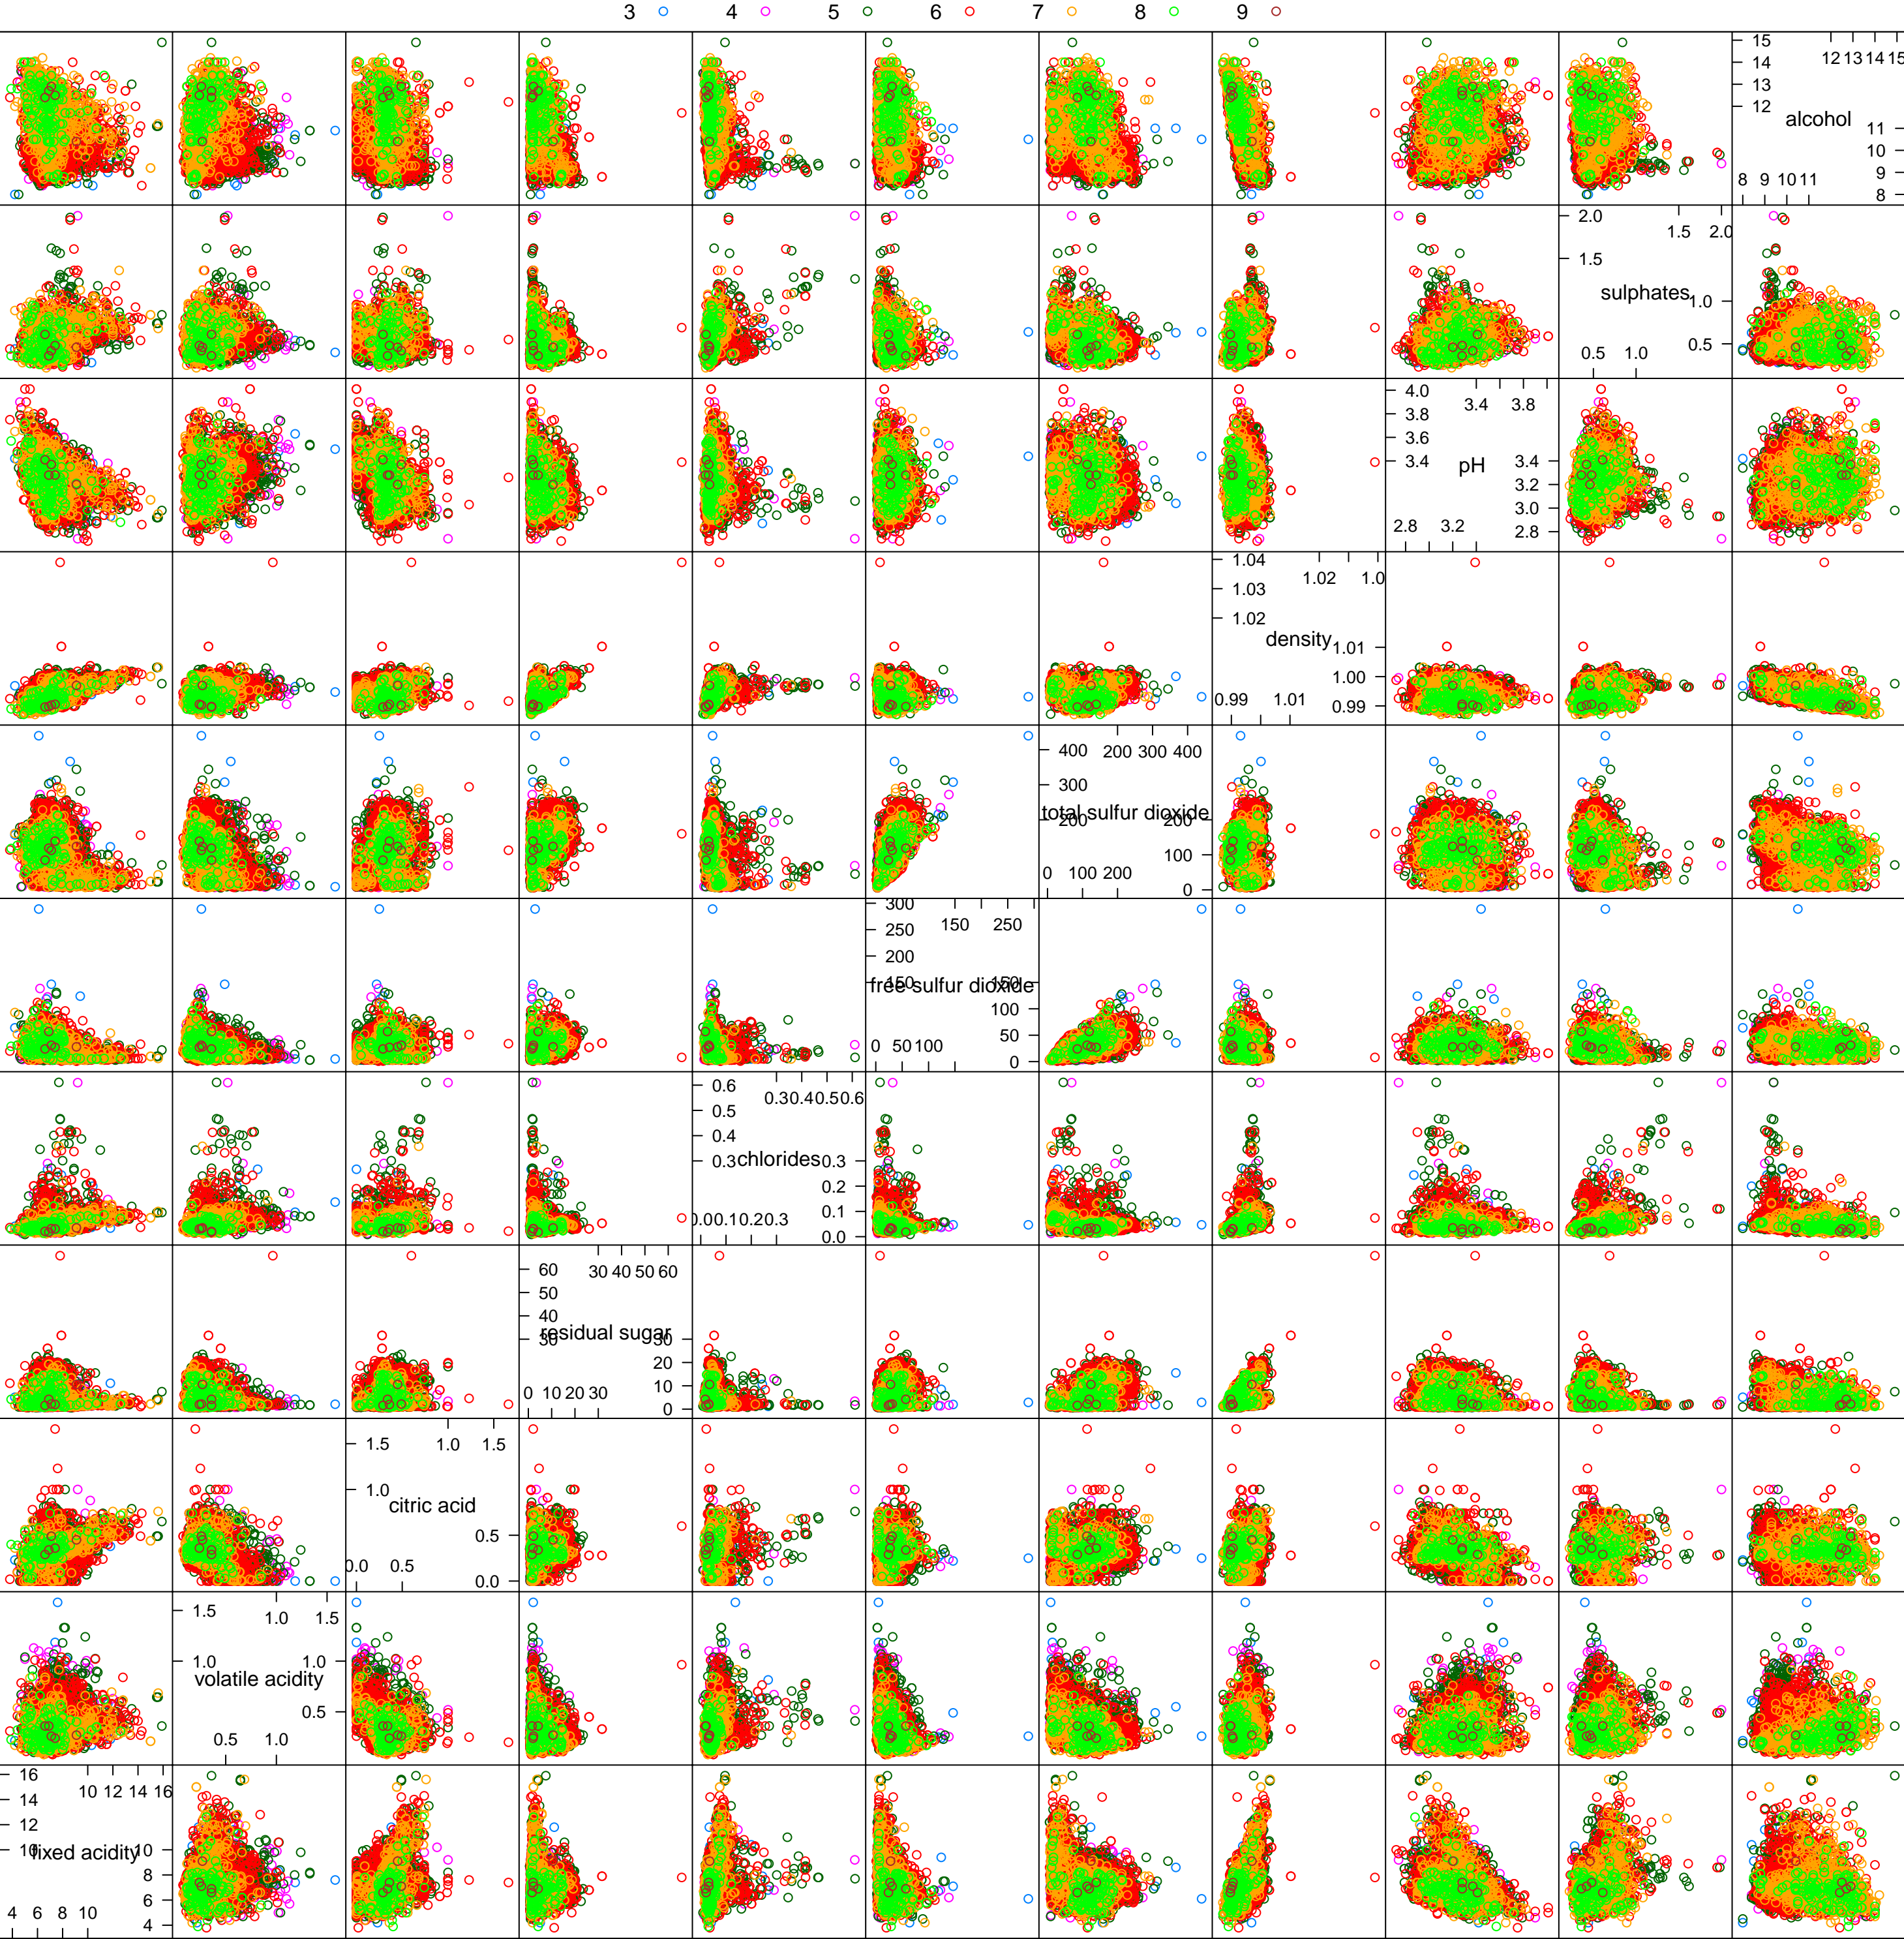 3 4 5 6 7 8 9
15 12 13 14 15
14
13
12
alcohol
11
10
9
8 9 10 11 8
2.0 1.5 2.0
1.5
sulphates 1.0
0.5 1.0 0.5
4.0 3.4 3.8
3.8
3.6
3.4 pH 3.4
3.2
3.0
2.8 3.2 2.8
1.04 1.02 1.0
1.03
1.02
density 1.01
1.00
0.99 1.01 0.99
400 200 300 400
300
total sulfur dioxide
200 200
100
0 100 200 0
300 150 250
250
200
150 150
free sulfur dioxide
100
50
0 50 100 0
0.6 0.3 0.4 0.5 0.6
0.5
0.4
0.3 chlorides 0.3
0.2
0.1
0.0 0.1 0.2 0.3 0.0
60 30 40 50 60
50
40
30 residual sugar 30
20
10
0 10 20 30 0
1.5 1.0 1.5
1.0
citric acid
0.5
0.0 0.5 0.0
1.5 1.0 1.5
1.0 1.0
volatile acidity
0.5
0.5 1.0
16 10 12 14 16
14
12
10 fixed acidity 10
8
6
4 6 8 10 4